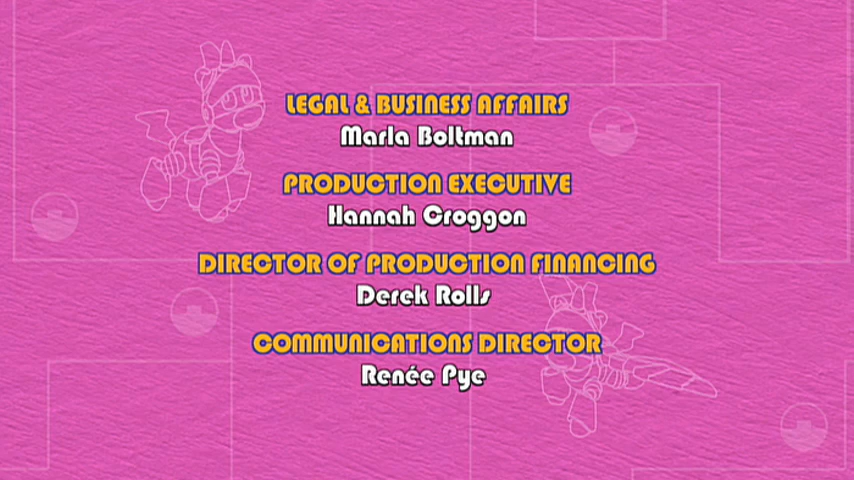 LEGAL & BUSINESS AFFAIRS
Marla Boltman
PRODUCTION EXECUTIVE
Hannah Croggon
DIRECTOR OF PRODUCTION FINANCING
Derek Rolls
COMMUNICATIONS DIRECTOR
Renée Pye